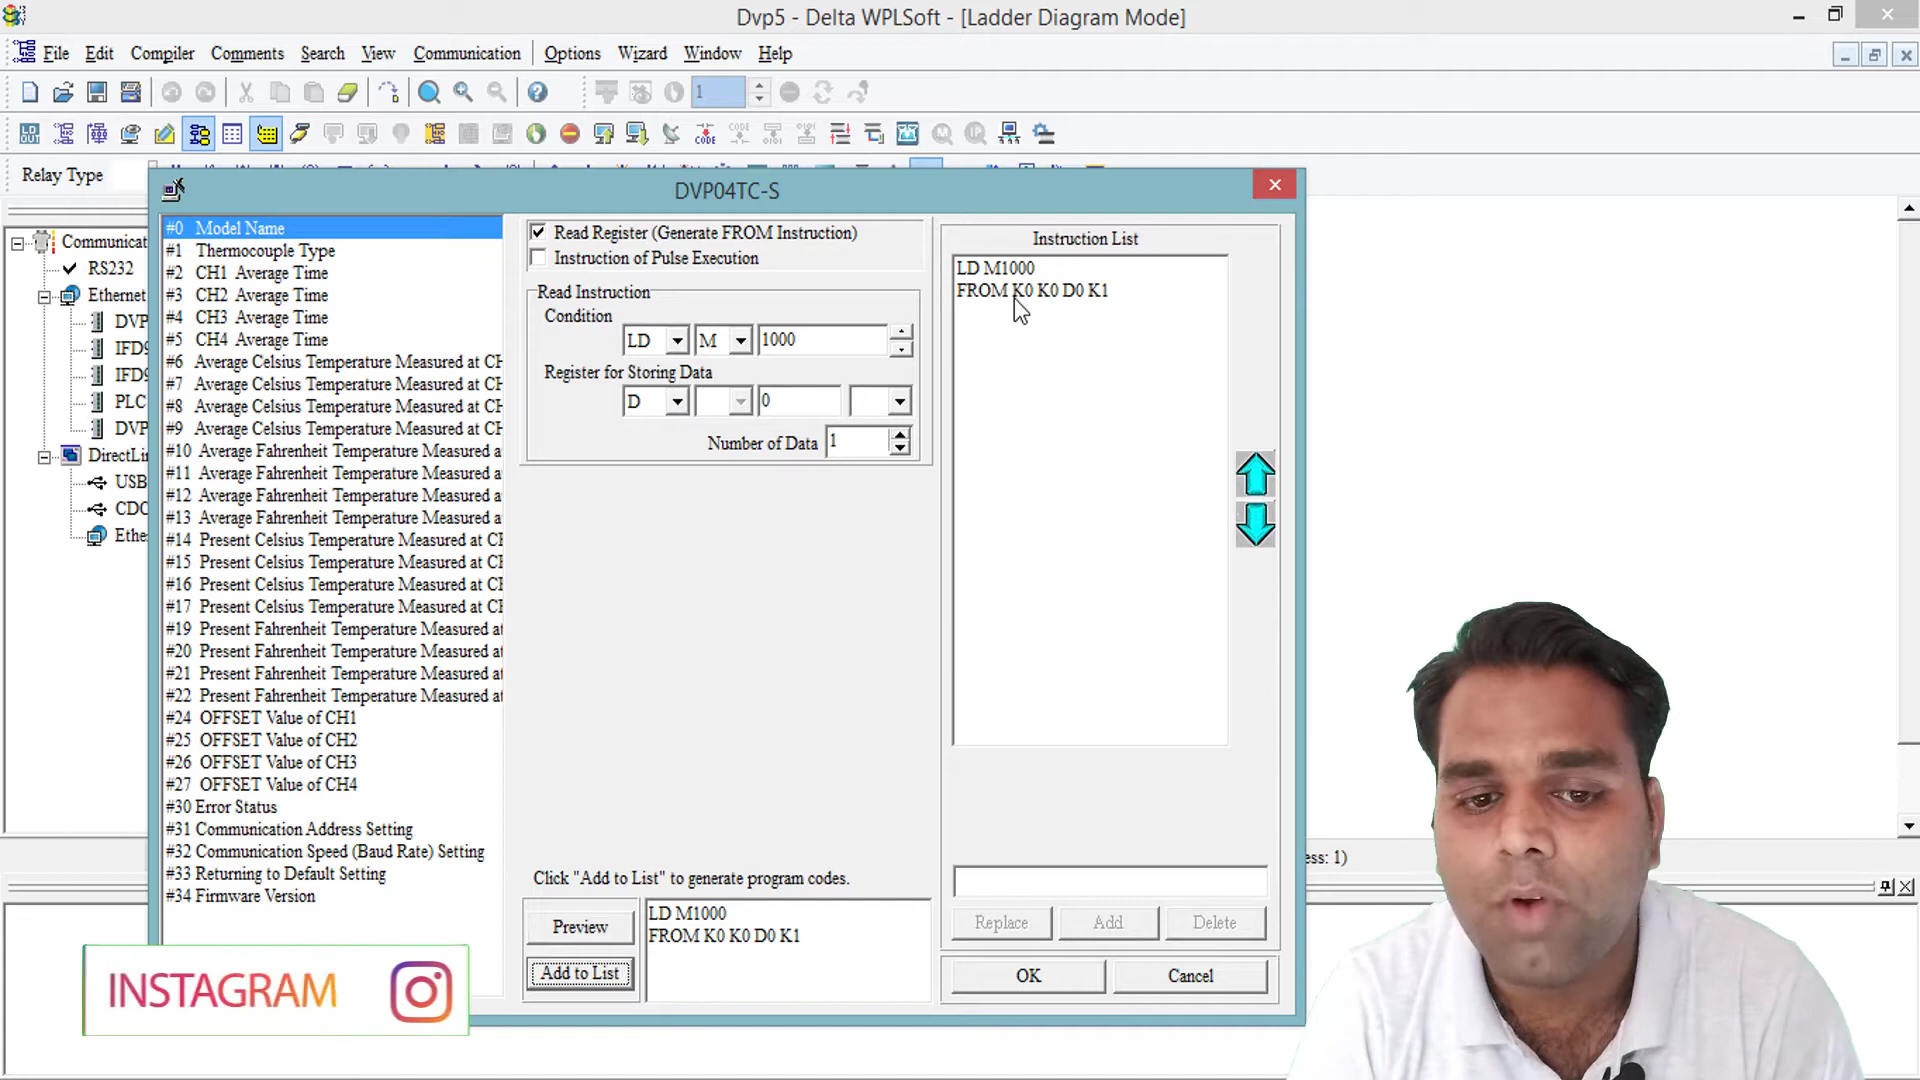 Dvp5 - Delta WPLSoft - [Ladder Diagram Mode]
File Edit Compiler Comments Search View Communication Options Wizard Window Help
1
Relay Type
DVP04TC-S
Communicat
RS232
Ethernet
DVP
IFD9
IFD9
PLC
DVP
DirectLin
USB
CDC
Ethe
#0 Model Name
#1 Thermocouple Type
#2 CH1 Average Time
#3 CH2 Average Time
#4 CH3 Average Time
#5 CH4 Average Time
#6 Average Celsius Temperature Measured at CH
#7 Average Celsius Temperature Measured at CH
#8 Average Celsius Temperature Measured at CH
#9 Average Celsius Temperature Measured at CH
#10 Average Fahrenheit Temperature Measured a
#11 Average Fahrenheit Temperature Measured a
#12 Average Fahrenheit Temperature Measured a
#13 Average Fahrenheit Temperature Measured a
#14 Present Celsius Temperature Measured at CH
#15 Present Celsius Temperature Measured at CH
#16 Present Celsius Temperature Measured at CH
#17 Present Celsius Temperature Measured at CH
#19 Present Fahrenheit Temperature Measured at
#20 Present Fahrenheit Temperature Measured at
#21 Present Fahrenheit Temperature Measured at
#22 Present Fahrenheit Temperature Measured at
#24 OFFSET Value of CH1
#25 OFFSET Value of CH2
#26 OFFSET Value of CH3
#27 OFFSET Value of CH4
#30 Error Status
#31 Communication Address Setting
#32 Communication Speed (Baud Rate) Setting
#33 Returning to Default Setting
#34 Firmware Version
Read Register (Generate FROM Instruction)
Instruction of Pulse Execution
Read Instruction
Condition
LD M 1000
Register for Storing Data
D 0
Number of Data 1
Click "Add to List" to generate program codes.
Preview
Add to List
LD M1000
FROM K0 K0 D0 K1
Instruction List
LD M1000
FROM K0 K0 D0 K1
Replace Add Delete
OK Cancel
ess: 1)
INSTAGRAM